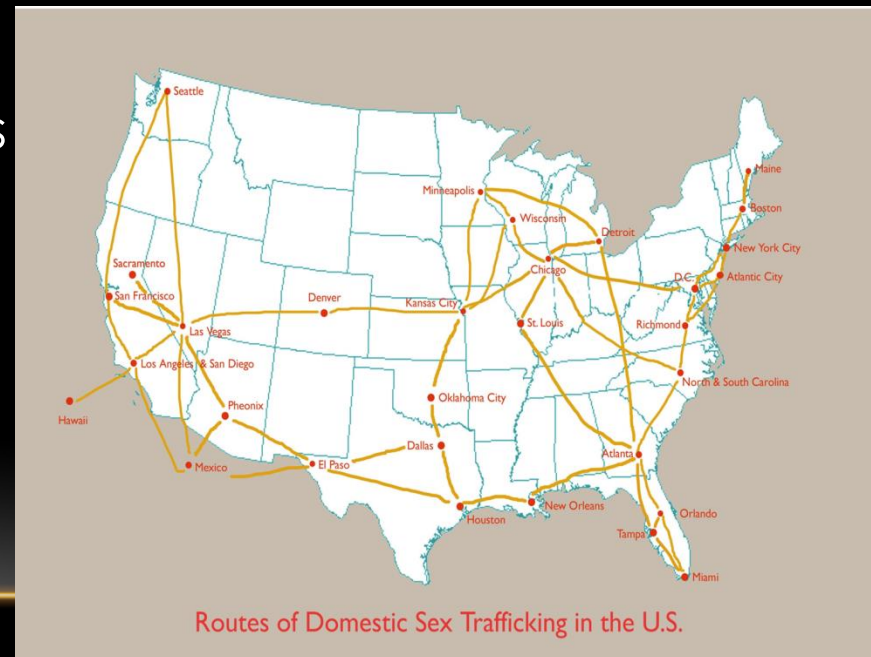 S
Seattle
Maine
Minneapolis
Boston
Wisconsin
Detroit
New York City
Sacramento
Chicago
D.C.
Atlantic City
San Francisco
Denver
Kansas City
Las Vegas
St. Louis
Richmond
Los Angeles & San Diego
North & South Carolina
Hawaii
Pheonix
Oklahoma City
Dallas
Atlanta
Mexico
El Paso
New Orleans
Houston
Orlando
Tampa
Miami
Routes of Domestic Sex Trafficking in the U.S.